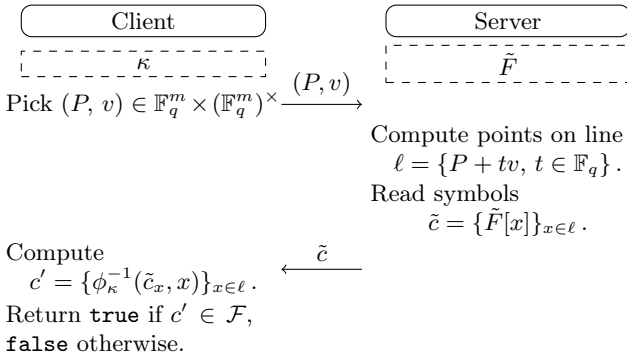 Client Server
κ F̃
Pick (P, v) ∈ 𝔽_q^m × (𝔽_q^m)^× (P, v)
Compute points on line
ℓ = {P + tv, t ∈ 𝔽_q} .
Read symbols
c̃ = {F̃[x]}_{x∈ℓ} .
Compute c̃
c′ = {ϕ_κ^{−1}(c̃_x, x)}_{x∈ℓ} .
Return true if c′ ∈ ℱ,
false otherwise.